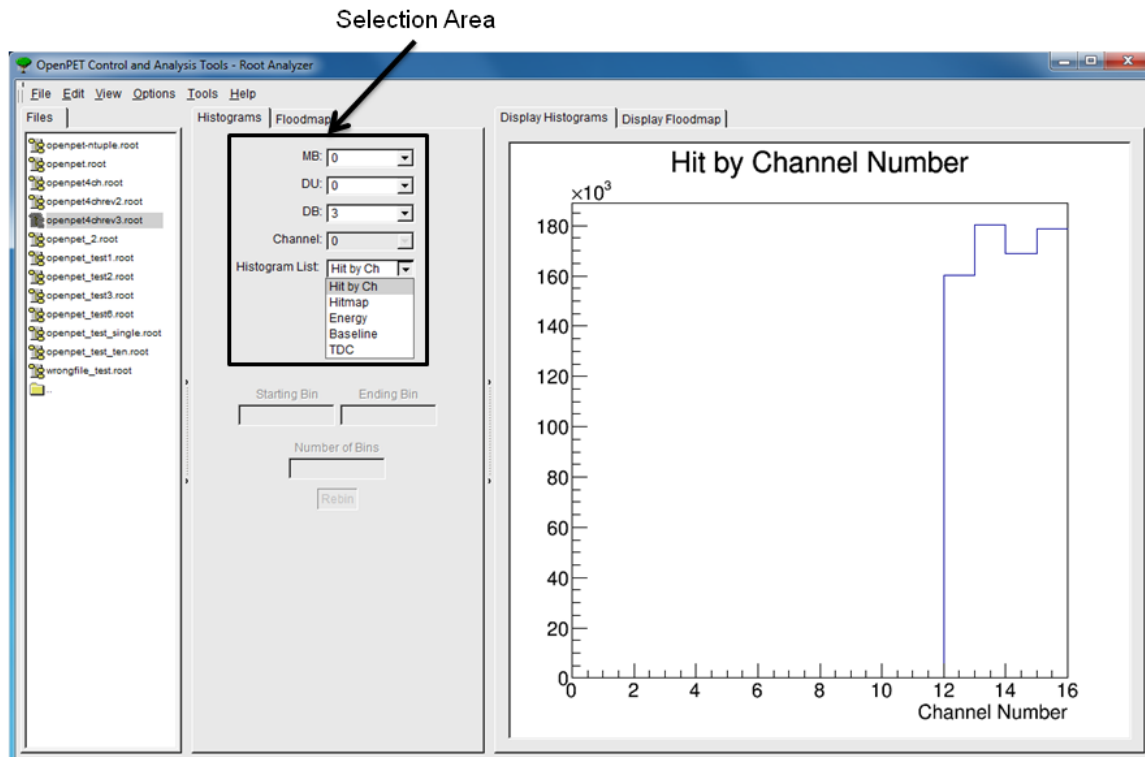 Selection Area
OpenPET Control and Analysis Tools - Root Analyzer
File Edit View Options Tools Help
Files
openpet-ntuple.root
openpet.root
openpet4ch.root
openpet4chrev2.root
openpet4chrev3.root
openpet_2.root
openpet_test1.root
openpet_test2.root
openpet_test3.root
openpet_test6.root
openpet_test_single.root
openpet_test_ten.root
wrongfile_test.root
..
Histograms Floodmap
MB: 0
DU: 0
DB: 3
Channel: 0
Histogram List: Hit by Ch
Hit by Ch
Hitmap
Energy
Baseline
TDC
Starting Bin Ending Bin
Number of Bins
Rebin
Display Histograms Display Floodmap
Hit by Channel Number
×10³
180
160
140
120
100
80
60
40
20
0
0 2 4 6 8 10 12 14 16
Channel Number